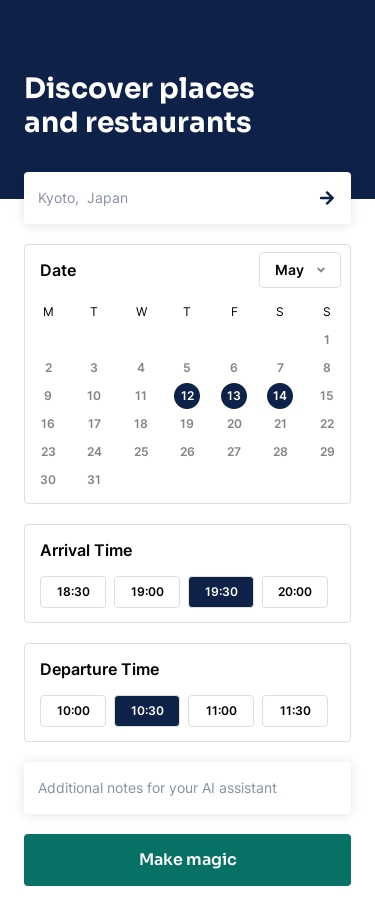 Discover places
and restaurants
Kyoto,  Japan
Date
May
M T W T F S S
1
2 3 4 5 6 7 8
9 10 11 12 13 14 15
16 17 18 19 20 21 22
23 24 25 26 27 28 29
30 31
Arrival Time
18:30 19:00 19:30 20:00
Departure Time
10:00 10:30 11:00 11:30
Additional notes for your AI assistant
Make magic